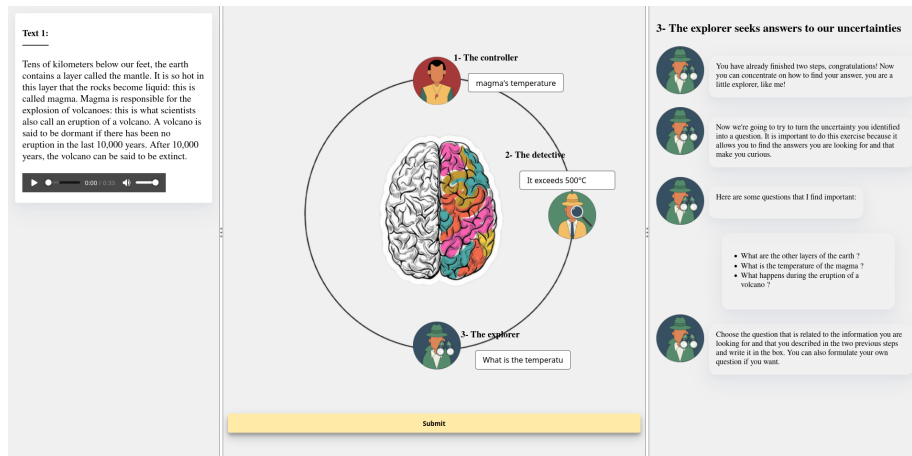 Text 1:
Tens of kilometers below our feet, the earth
contains a layer called the mantle. It is so hot in
this layer that the rocks become liquid: this is
called magma. Magma is responsible for the
explosion of volcanoes: this is what scientists
also call an eruption of a volcano. A volcano is
said to be dormant if there has been no
eruption in the last 10,000 years. After 10,000
years, the volcano can be said to be extinct.
0:00 / 0:33
1- The controller
magma's temperature
2- The detective
It exceeds 500°C
3- The explorer
What is the temperatu
Submit
3- The explorer seeks answers to our uncertainties
You have already finished two steps, congratulations! Now
you can concentrate on how to find your answer, you are a
little explorer, like me!
Now we're going to try to turn the uncertainty you identified
into a question. It is important to do this exercise because it
allows you to find the answers you are looking for and that
make you curious.
Here are some questions that I find important:
• What are the other layers of the earth ?
• What is the temperature of the magma ?
• What happens during the eruption of a
volcano ?
Choose the question that is related to the information you are
looking for and that you described in the two previous steps
and write it in the box. You can also formulate your own
question if you want.